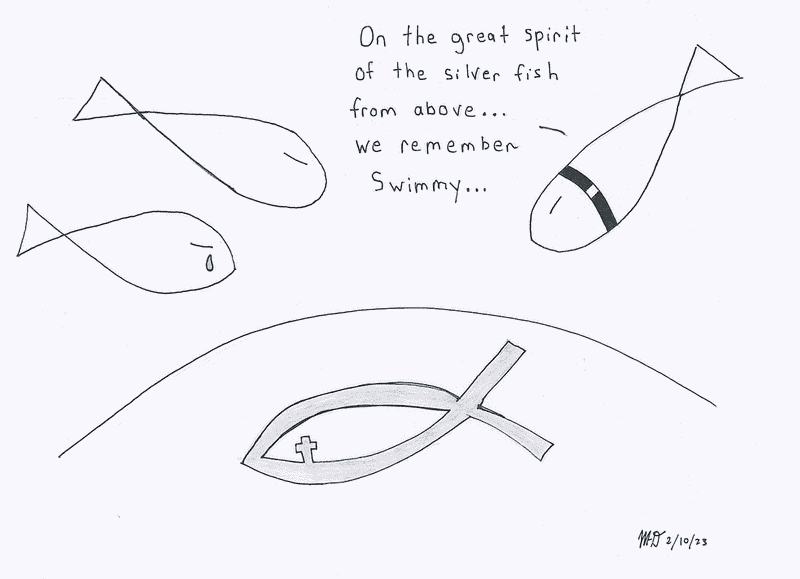 On the great spirit
of the silver fish
from above...
we remember
Swimmy...
2/10/23